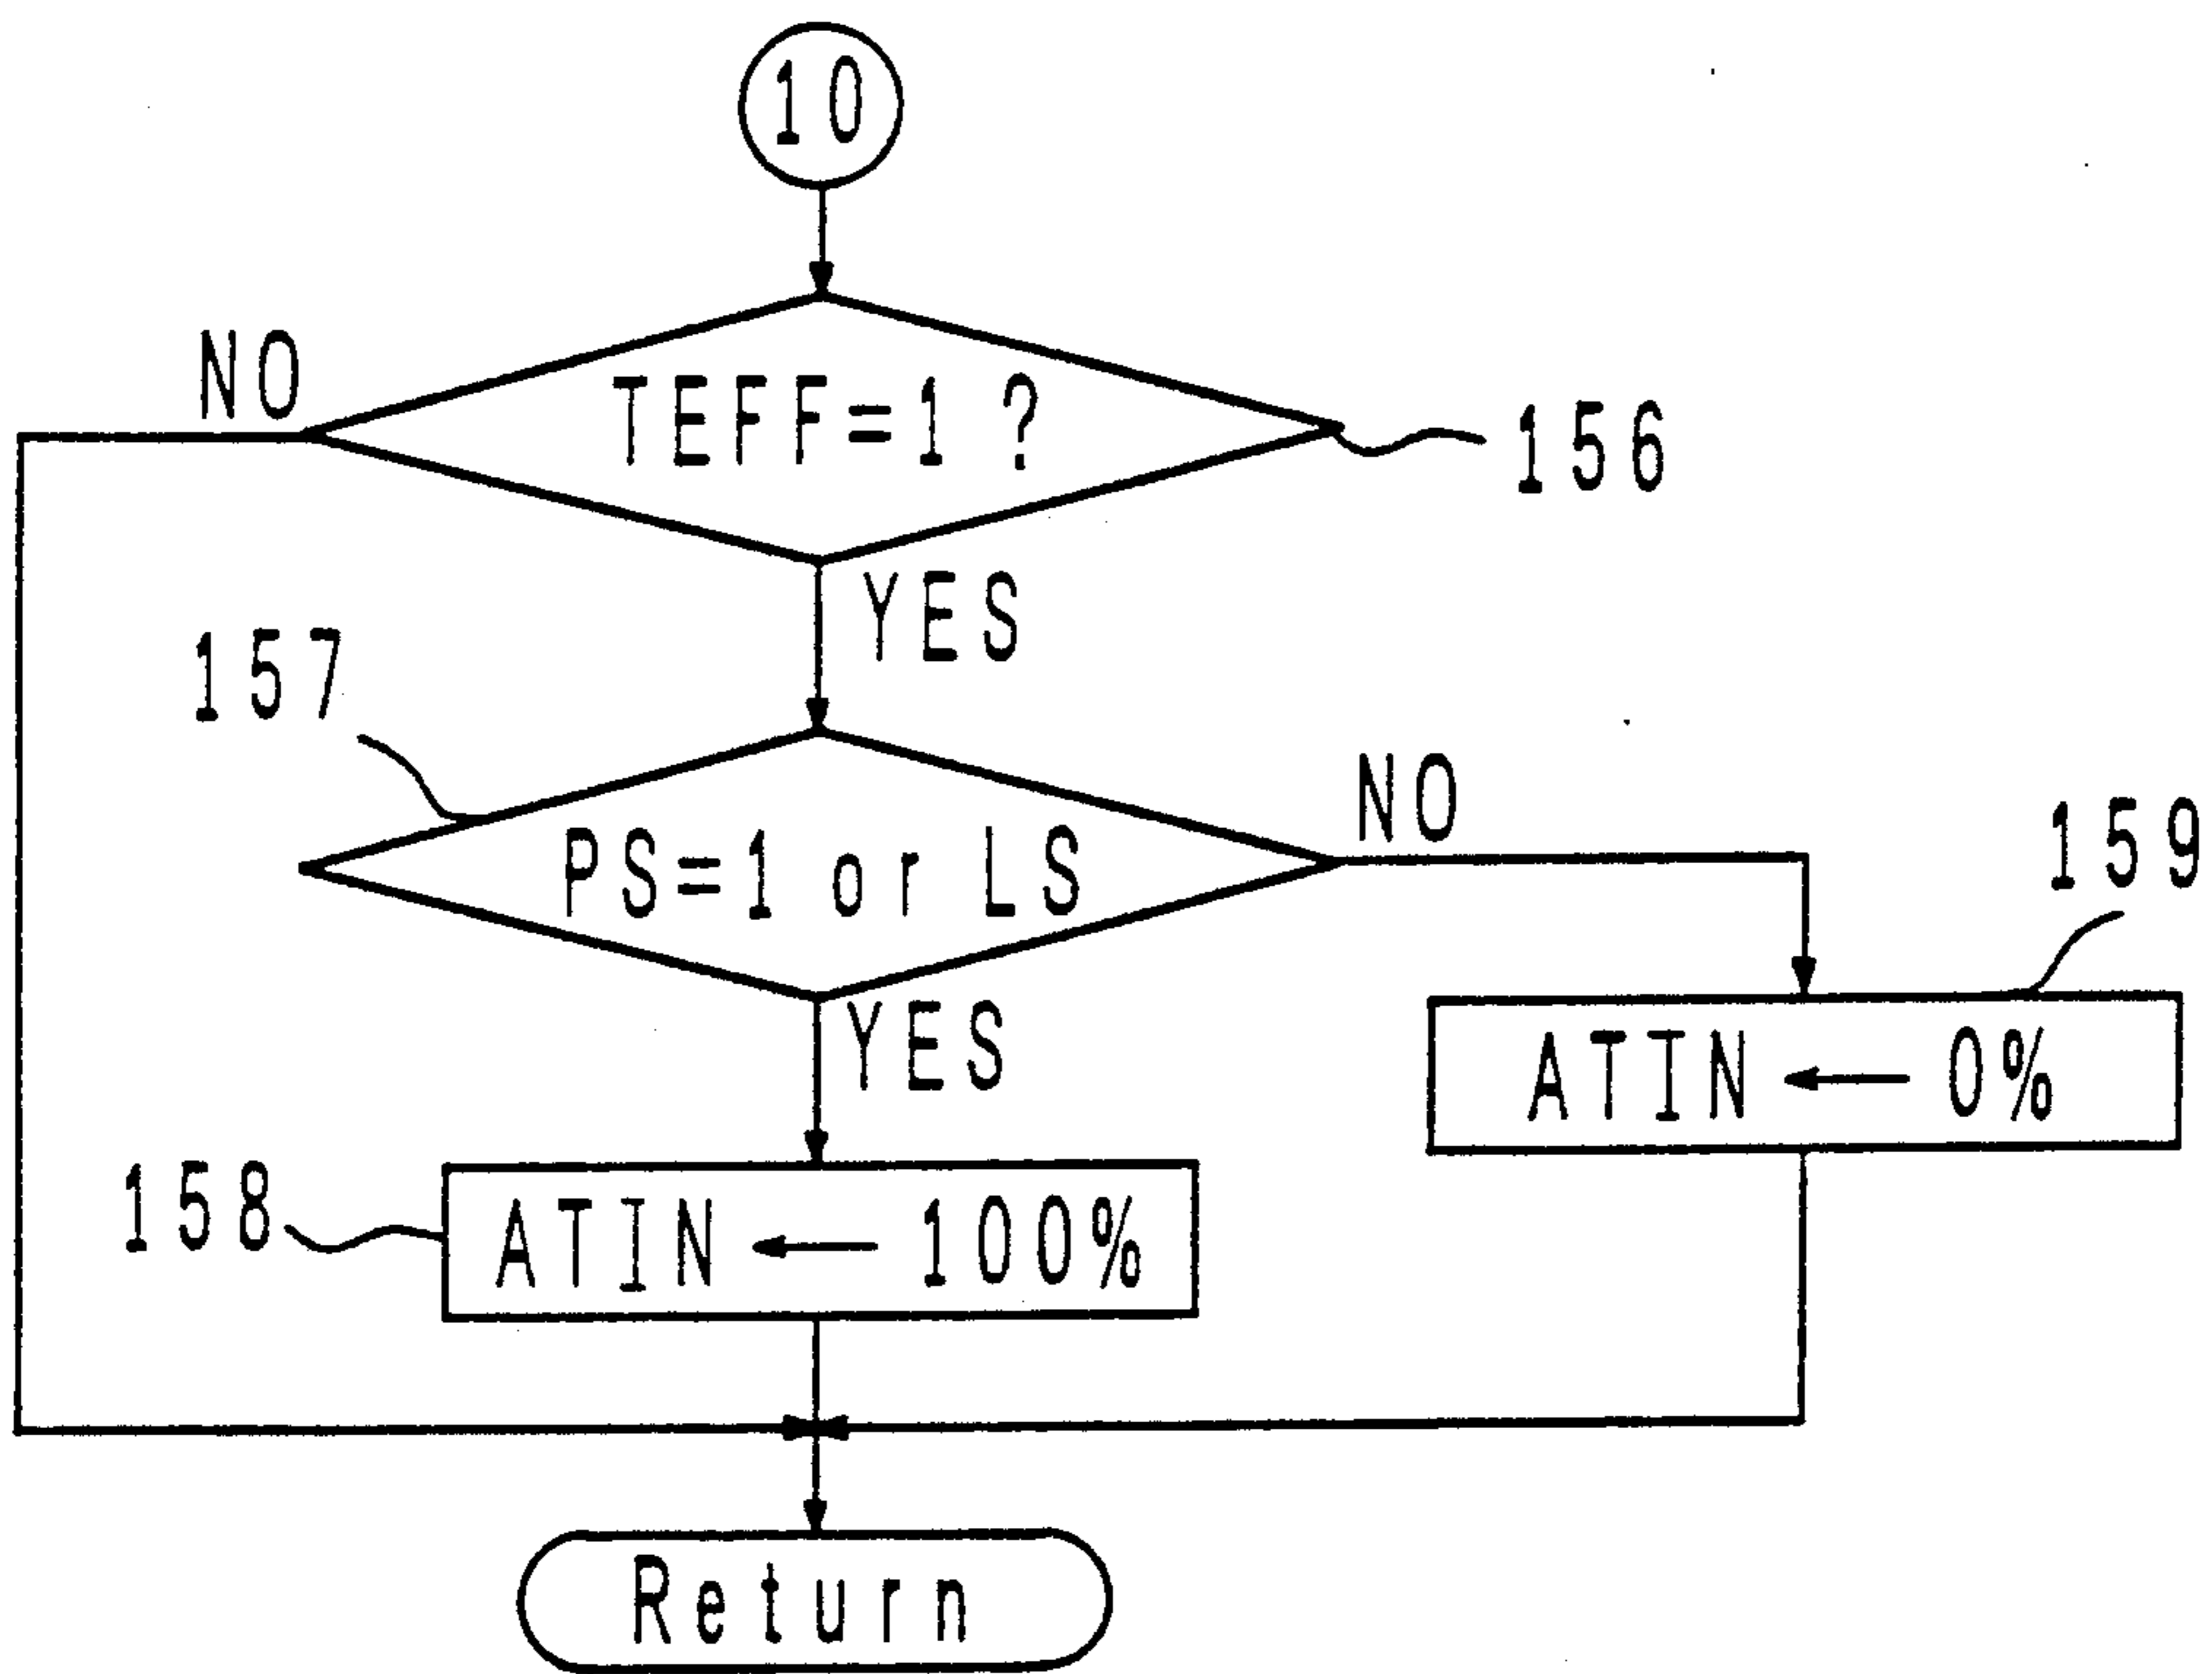 10
NO
TEFF=1 ?
156
YES
157
PS=1 or LS
NO
159
YES
ATIN ← 0%
158
ATIN ← 100%
Return